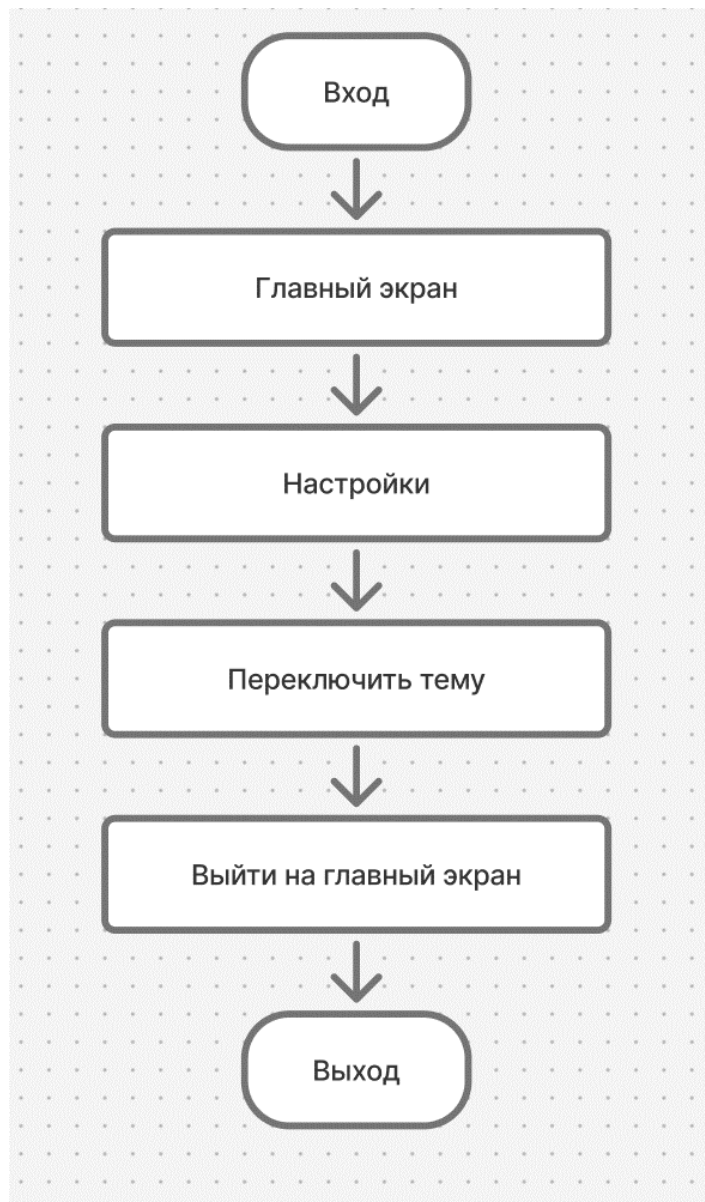 Вход
Главный экран
Настройки
Переключить тему
Выйти на главный экран
Выход